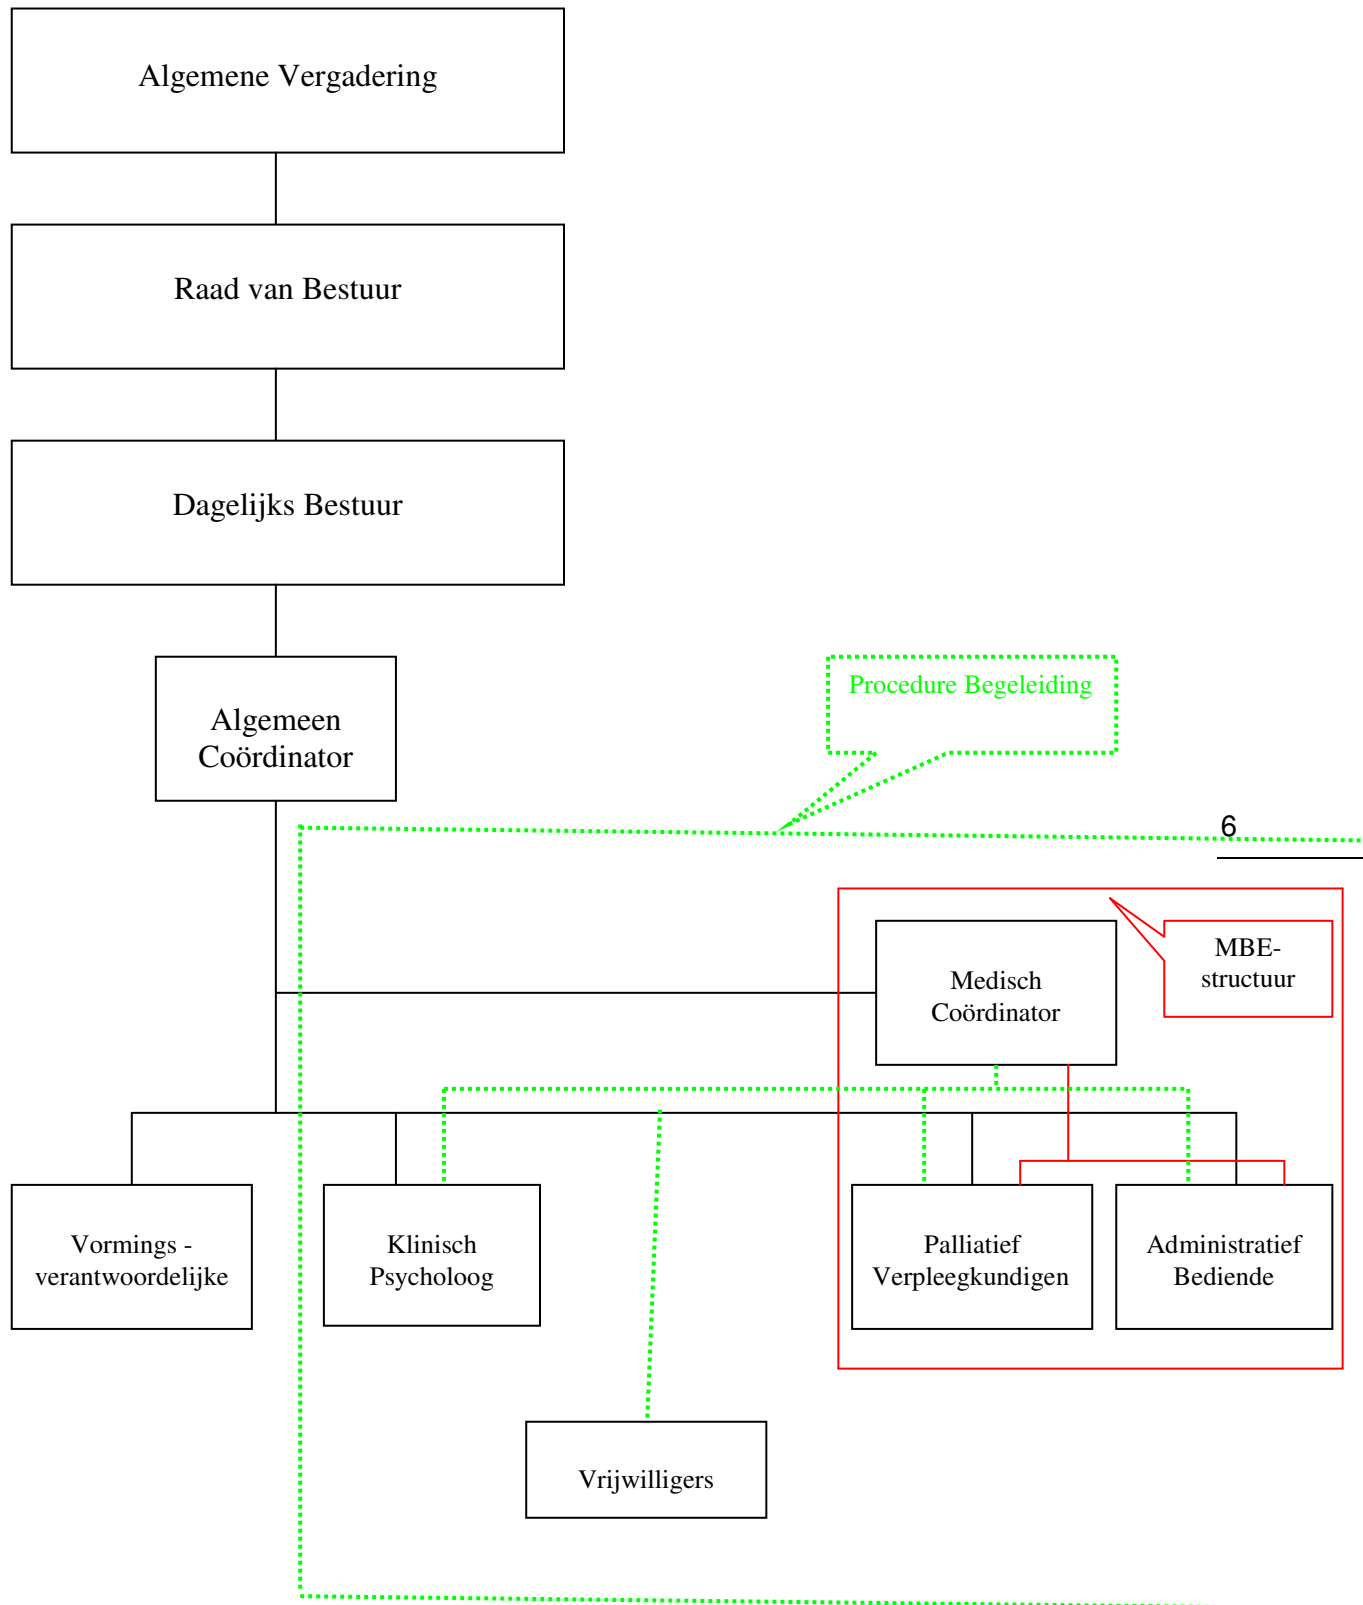 Algemene Vergadering
Raad van Bestuur
Dagelijks Bestuur
Algemeen
Coördinator
Procedure Begeleiding
6
MBE-
structuur
Medisch
Coördinator
Vormings -
verantwoordelijke
Klinisch
Psycholoog
Palliatief
Verpleegkundigen
Administratief
Bediende
Vrijwilligers